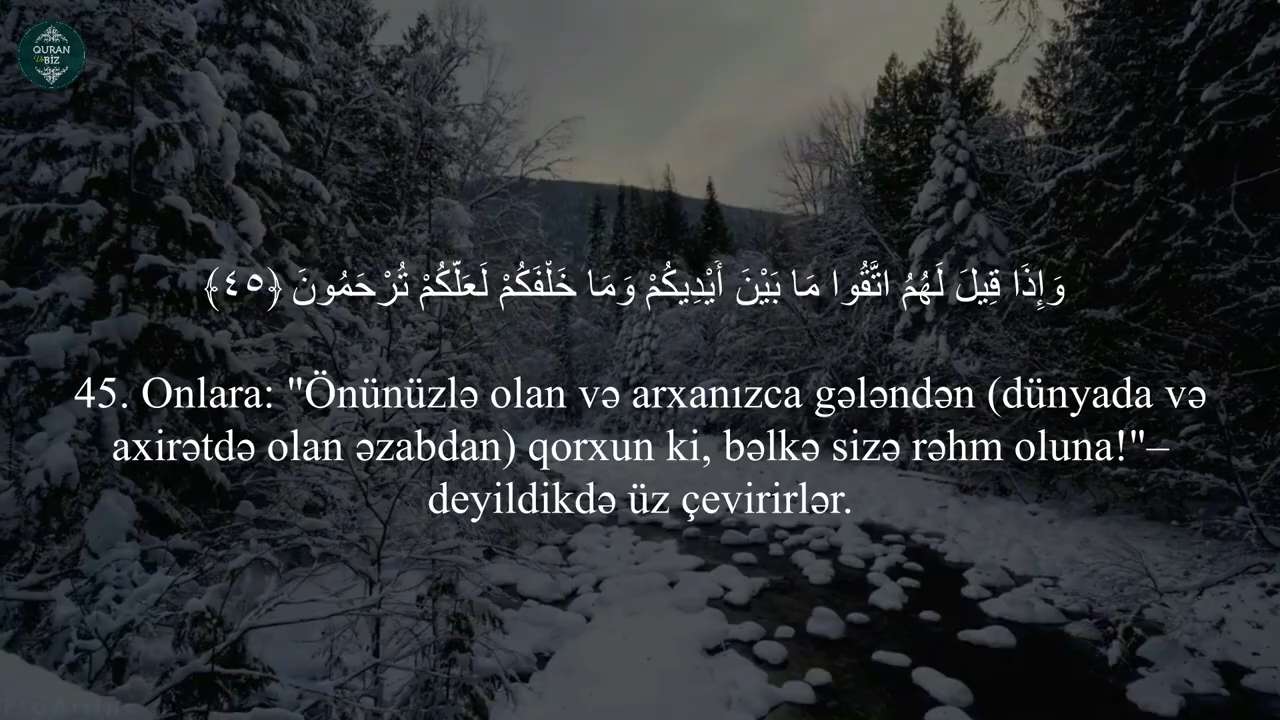 QURAN
Və BİZ
وَإِذَا قِيلَ لَهُمُ اتَّقُوا مَا بَيْنَ أَيْدِيكُمْ وَمَا خَلْفَكُمْ لَعَلَّكُمْ تُرْحَمُونَ ﴿٤٥﴾
45. Onlara: "Önünüzlə olan və arxanızca gələndən (dünyada və
axirətdə olan əzabdan) qorxun ki, bəlkə sizə rəhm oluna!"–
deyildikdə üz çevirirlər.